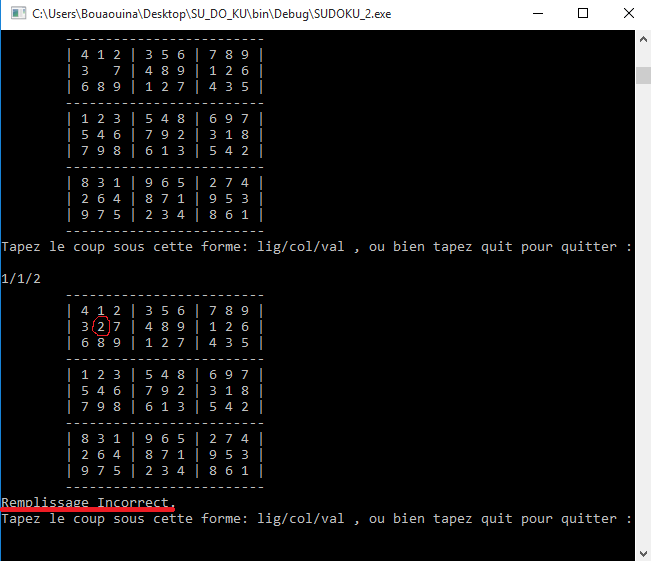 C:\Users\Bouaouina\Desktop\SU_DO_KU\bin\Debug\SUDOKU_2.exe
-------------------------
| 4 1 2 | 3 5 6 | 7 8 9 |
| 3   7 | 4 8 9 | 1 2 6 |
| 6 8 9 | 1 2 7 | 4 3 5 |
-------------------------
| 1 2 3 | 5 4 8 | 6 9 7 |
| 5 4 6 | 7 9 2 | 3 1 8 |
| 7 9 8 | 6 1 3 | 5 4 2 |
-------------------------
| 8 3 1 | 9 6 5 | 2 7 4 |
| 2 6 4 | 8 7 1 | 9 5 3 |
| 9 7 5 | 2 3 4 | 8 6 1 |
-------------------------
Tapez le coup sous cette forme: lig/col/val , ou bien tapez quit pour quitter :
1/1/2
-------------------------
| 4 1 2 | 3 5 6 | 7 8 9 |
| 3 2 7 | 4 8 9 | 1 2 6 |
| 6 8 9 | 1 2 7 | 4 3 5 |
-------------------------
| 1 2 3 | 5 4 8 | 6 9 7 |
| 5 4 6 | 7 9 2 | 3 1 8 |
| 7 9 8 | 6 1 3 | 5 4 2 |
-------------------------
| 8 3 1 | 9 6 5 | 2 7 4 |
| 2 6 4 | 8 7 1 | 9 5 3 |
| 9 7 5 | 2 3 4 | 8 6 1 |
-------------------------
Remplissage Incorrect.
Tapez le coup sous cette forme: lig/col/val , ou bien tapez quit pour quitter :